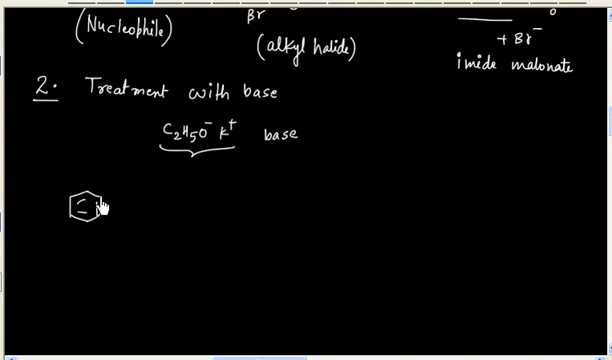 Br
(Nucleophile)
(alkyl halide)
+ Br⁻
imide malonate
2. Treatment with base
C₂H₅O⁻ K⁺ base